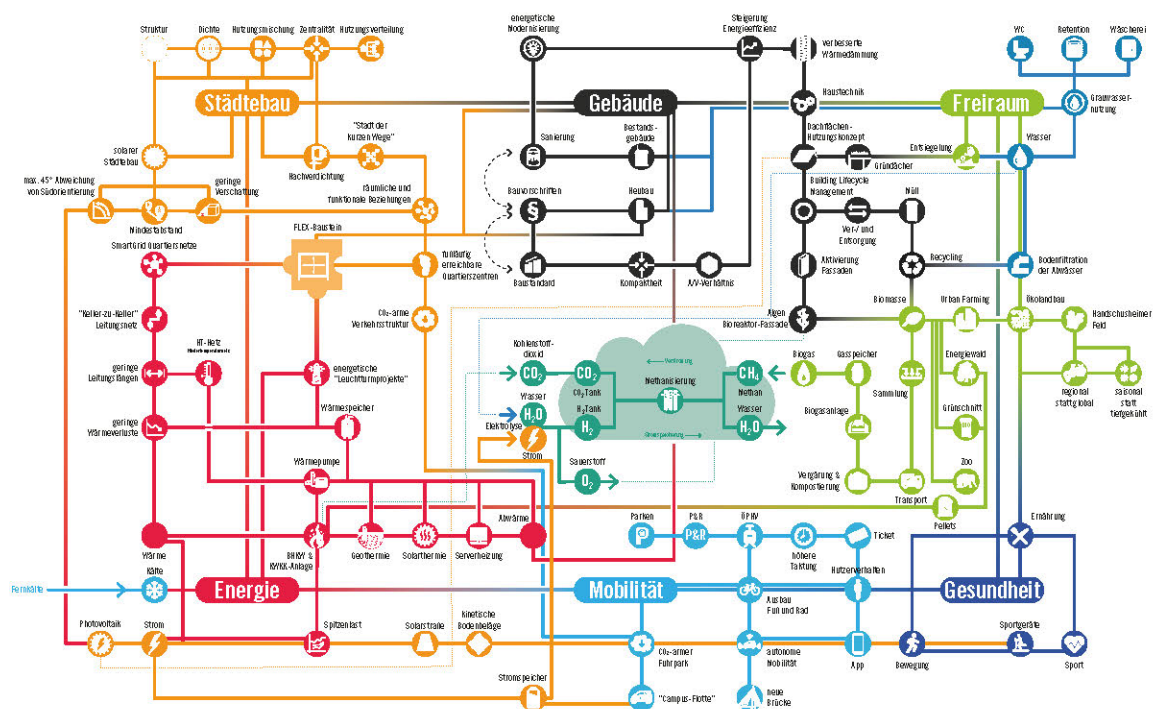 Struktur
Dichte
Nutzungsmischung
Zentralität
Nutzungsverteilung
energetische
Modernisierung
Steigerung
Energieeffizienz
verbesserte
Wärmedämmung
WC
Retention
Wäscherei
Städtebau
Gebäude
Freiraum
Haustechnik
Grauwasser-
nutzung
solarer
Städtebau
"Stadt der
kurzen Wege"
Nachverdichtung
Sanierung
Bestands-
gebäude
Dachflächen-
Nutzungskonzept
Gründächer
Entsiegelung
Wasser
max. 45° Abweichung
von Südorientierung
geringe
Verschattung
Mindestabstand
räumliche und
funktionale Beziehungen
Bauvorschriften
Neubau
Building Lifecycle
Management
Müll
Ver- und
Entsorgung
SmartGrid Quartiersnetze
FLEX-Baustein
fußläufig
erreichbare
Quartierszentren
Baustandard
Kompaktheit
A/V-Verhältnis
Aktivierung
Fassaden
Recycling
Bodenfiltration
der Abwässer
"Keller-zu-Keller"
Leitungsnetz
CO₂-arme
Verkehrsstruktur
Algen
Bioreaktor-Fassade
Biomasse
Urban Farming
Ökolandbau
Handschusheimer
Feld
geringe
Leitungslängen
NT-Netz
energetische
"Leuchtturmprojekte"
Kohlenstoff-
dioxid
CO₂
CO₂
CO₂Tank
Methanisierung
CH₄
Methan
Biogas
Gasspeicher
Sammlung
Energiewald
regional
statt global
saisonal
statt
tiefgekühlt
geringe
Wärmeverluste
Wärmespeicher
Wasser
H₂O
Elektrolyse
Strom
H₂Tank
H₂
Wasser
H₂O
Biogasanlage
Grünschnitt
Wärmepumpe
Sauerstoff
O₂
Vergärung &
Kompostierung
Transport
Zoo
Pellets
Wärme
BHKW &
KWKK-Anlage
Geothermie
Solarthermie
Serverheizung
Abwärme
Parken
P&R
P&R
ÖPNV
höhere
Taktung
Ticket
Ernährung
Fernkälte
Kälte
Energie
Mobilität
Ausbau
Fuß und Rad
Nutzerverhalten
Gesundheit
Photovoltaik
Strom
Spitzenlast
Solarstraße
kinetische
Bodenbeläge
CO₂-armer
Fuhrpark
autonome
Mobilität
App
Bewegung
Sportgeräte
Sport
Stromspeicher
"Campus-Flotte"
neue
Brücke